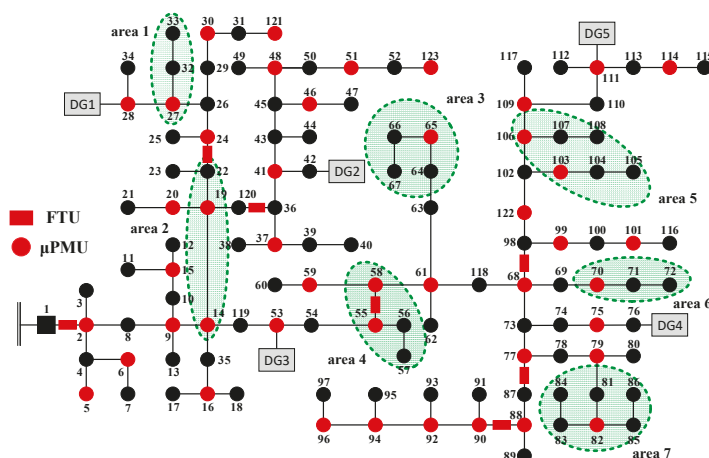 area 1 33 30 31 121 DG5 117 112 113 114 115
34 49 48 50 51 52 123
32 29 111
DG1 28 27 26 45 46 47 area 3 109 110
25 24 43 44 66 65 106 107 108
23 22 41 42 DG2 67 64 102 103 104 105
21 20 19 120 36 63 122 area 5
FTU area 2 12 38 37 39 40 98 99 100 101 116
μPMU 11 15 60 59 58 61 118 68 69 70 71 72
1 3 10 14 119 53 54 55 56 62 73 74 75 76 area 6
2 8 9 57 DG4
4 6 13 35 DG3 area 4 77 78 79 80
5 7 17 16 18 97 95 93 91 87 84 81 86
96 94 92 90 88 83 82 85
89 area 7